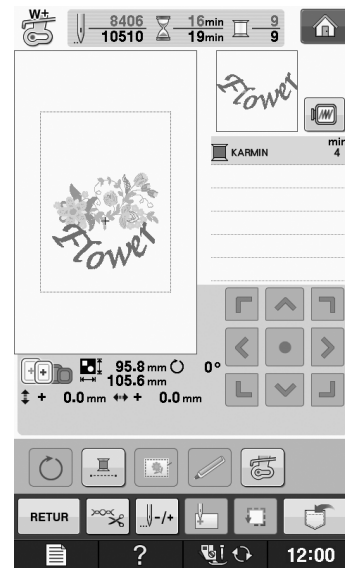 W+
8406 16min 9
10510 19min 9
Flower
Flower
min
KARMIN 4
95.8 mm 0°
105.6 mm
+ 0.0 mm + 0.0 mm
RETUR
-/+
? 12:00